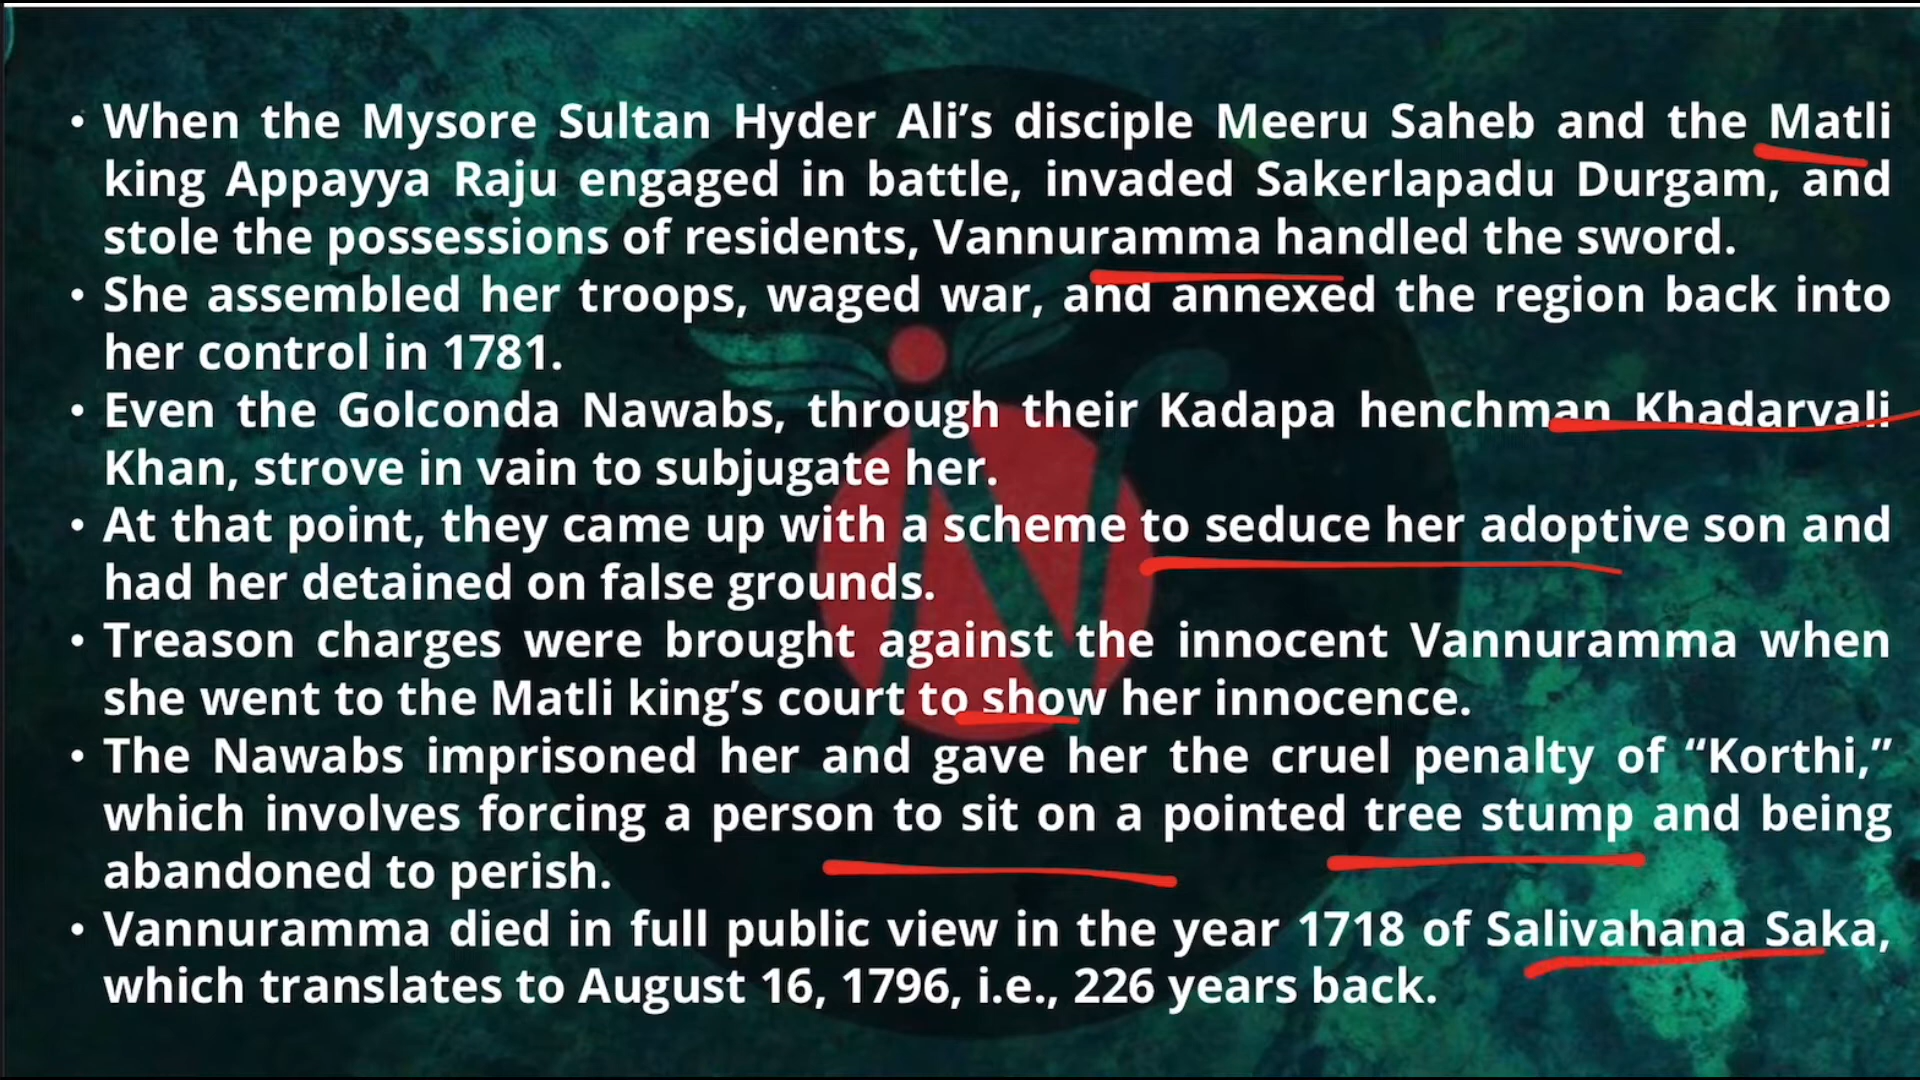 • When the Mysore Sultan Hyder Ali’s disciple Meeru Saheb and the Matli
king Appayya Raju engaged in battle, invaded Sakerlapadu Durgam, and
stole the possessions of residents, Vannuramma handled the sword.
• She assembled her troops, waged war, and annexed the region back into
her control in 1781.
• Even the Golconda Nawabs, through their Kadapa henchman Khadarvali
Khan, strove in vain to subjugate her.
• At that point, they came up with a scheme to seduce her adoptive son and
had her detained on false grounds.
• Treason charges were brought against the innocent Vannuramma when
she went to the Matli king’s court to show her innocence.
• The Nawabs imprisoned her and gave her the cruel penalty of “Korthi,”
which involves forcing a person to sit on a pointed tree stump and being
abandoned to perish.
• Vannuramma died in full public view in the year 1718 of Salivahana Saka,
which translates to August 16, 1796, i.e., 226 years back.